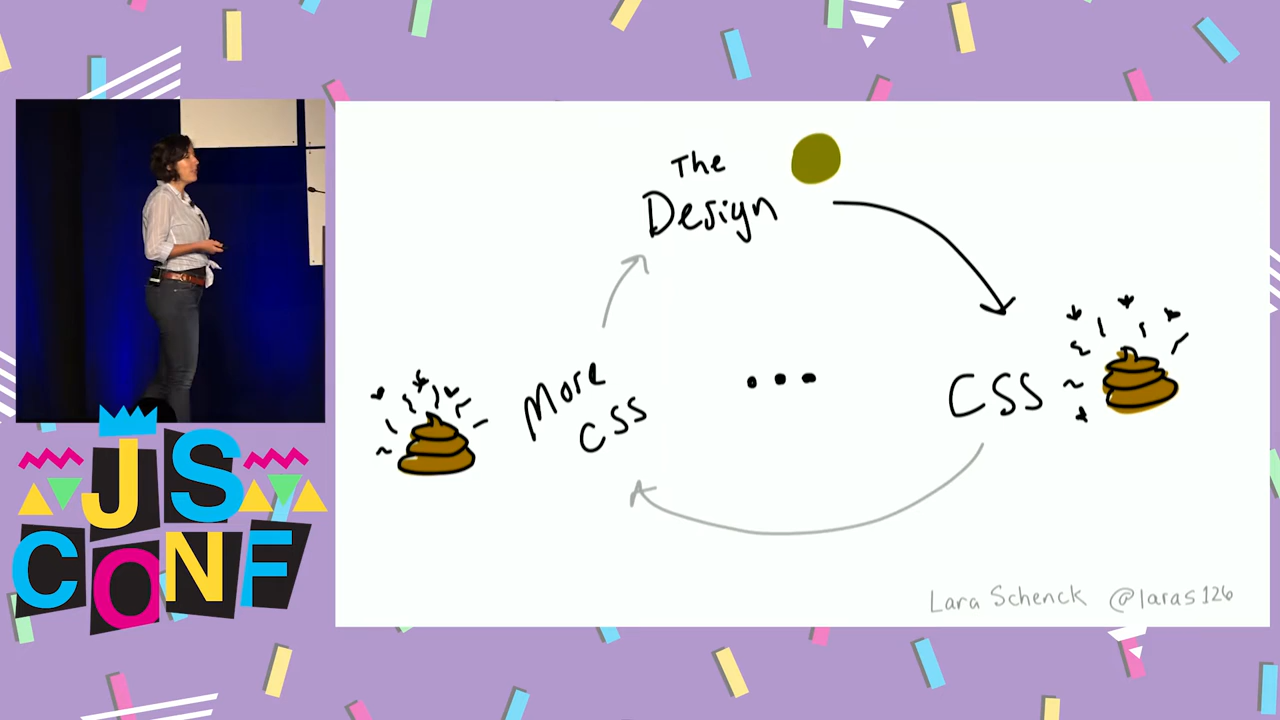 The
Design
...
More
CSS
CSS
Lara Schenck @laras126
JS
CONF